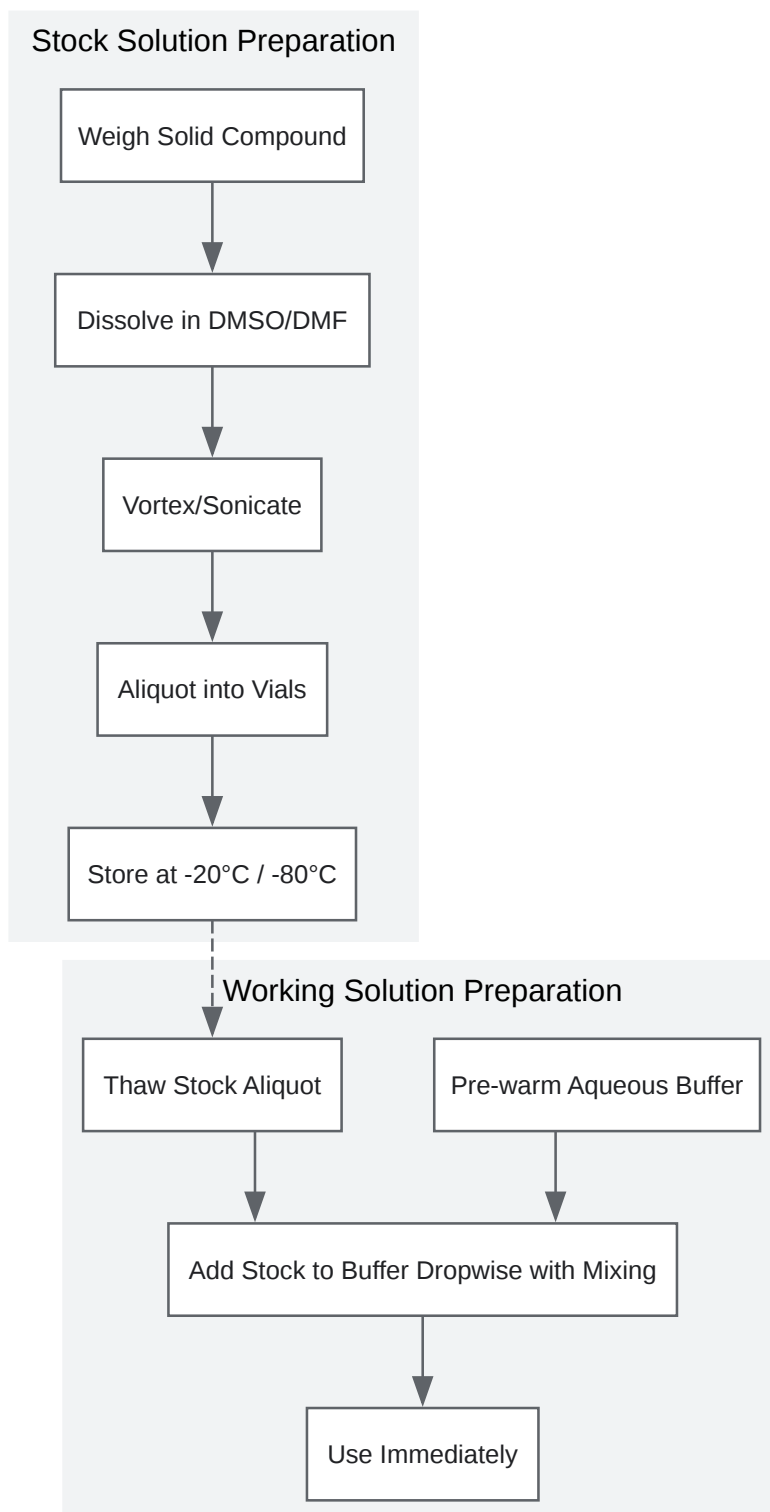 Stock Solution Preparation
Weigh Solid Compound
Dissolve in DMSO/DMF
Vortex/Sonicate
Aliquot into Vials
Store at -20°C / -80°C
Working Solution Preparation
Thaw Stock Aliquot
Pre-warm Aqueous Buffer
Add Stock to Buffer Dropwise with Mixing
Use Immediately